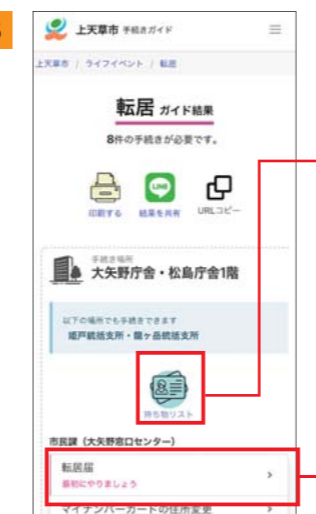 上天草市 手続きガイド
上天草市 / ライフイベント / 転居
転居 ガイド結果
8件の手続きが必要です。
印刷する 結果を共有 URLコピー
LINE
手続き場所
大矢野庁舎・松島庁舎1階
以下の場所でも手続きできます
姫戸統括支所・龍ヶ岳統括支所
持ち物リスト
市民課（大矢野窓口センター）
転居届
最初にやりましょう
マイナンバーカードの住所変更